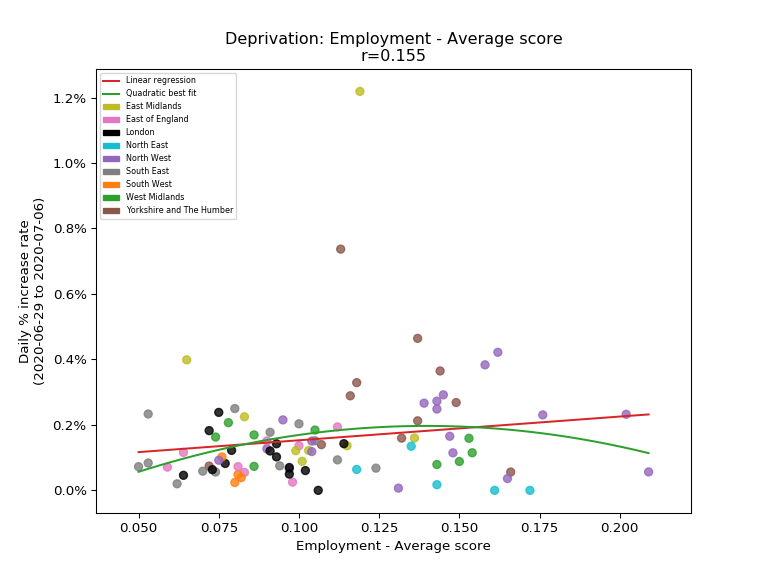 Deprivation: Employment - Average score
r=0.155
Linear regression
Quadratic best fit
East Midlands
East of England
London
North East
North West
South East
South West
West Midlands
Yorkshire and The Humber
Daily % increase rate
(2020-06-29 to 2020-07-06)
1.2%
1.0%
0.8%
0.6%
0.4%
0.2%
0.0%
0.050
0.075
0.100
0.125
0.150
0.175
0.200
Employment - Average score